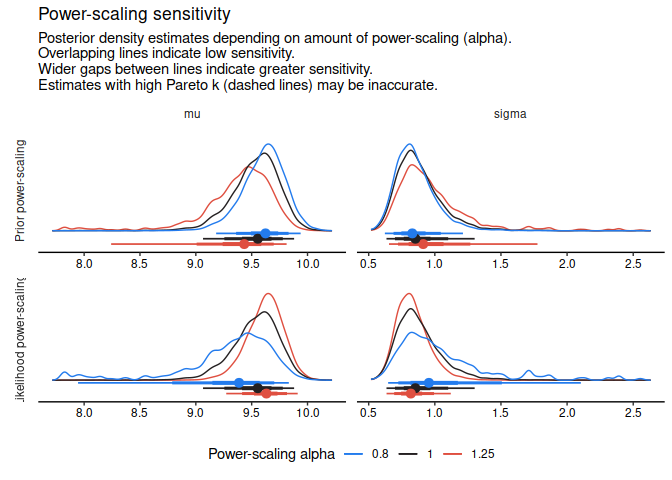 Power-scaling sensitivity
Posterior density estimates depending on amount of power-scaling (alpha).
Overlapping lines indicate low sensitivity.
Wider gaps between lines indicate greater sensitivity.
Estimates with high Pareto k (dashed lines) may be inaccurate.
mu
sigma
Prior power-scaling
8.0 8.5 9.0 9.5 10.0
0.5 1.0 1.5 2.0 2.5
ikelihood power-scaling
8.0 8.5 9.0 9.5 10.0
0.5 1.0 1.5 2.0 2.5
Power-scaling alpha 0.8 1 1.25